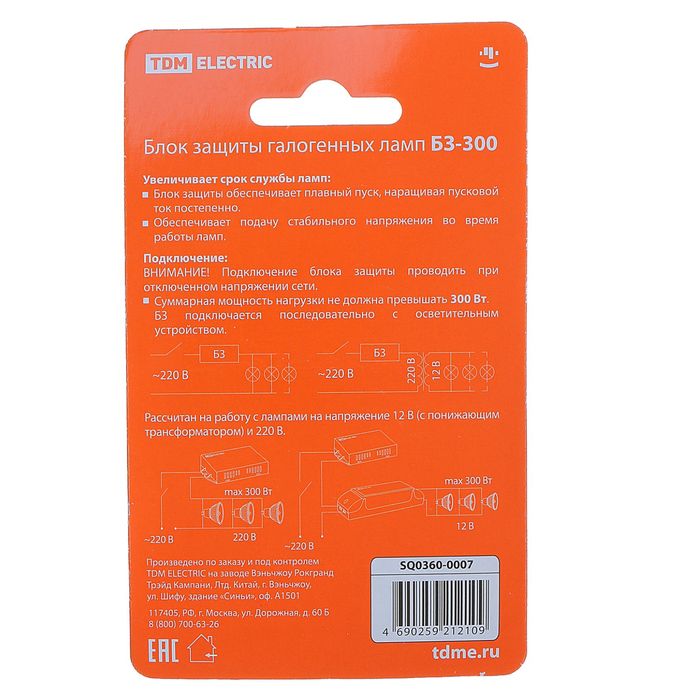 TDM ELECTRIC
Блок защиты галогенных ламп БЗ-300
Увеличивает срок службы ламп:
Блок защиты обеспечивает плавный пуск, наращивая пусковой
ток постепенно.
Обеспечивает подачу стабильного напряжения во время
работы ламп.
Подключение:
ВНИМАНИЕ! Подключение блока защиты проводить при
отключенном напряжении сети.
Суммарная мощность нагрузки не должна превышать 300 Вт.
БЗ подключается последовательно с осветительным
устройством.
БЗ
~220 В
БЗ
~220 В
220 В
12 В
Рассчитан на работу с лампами на напряжение 12 В (с понижающим
трансформатором) и 220 В.
max 300 Вт
220 В
~220 В
max 300 Вт
12 В
~220 В
Произведено по заказу и под контролем
TDM ELECTRIC на заводе Вэньчжоу Рокгранд
Трэйд Кампани, Лтд. Китай, г. Вэньчжоу,
ул. Шифу, здание «Синьи», оф. А1501
117405, РФ, г. Москва, ул. Дорожная, д. 60 Б
8 (800) 700-63-26
EAC
SQ0360-0007
4 690259 212109
tdme.ru